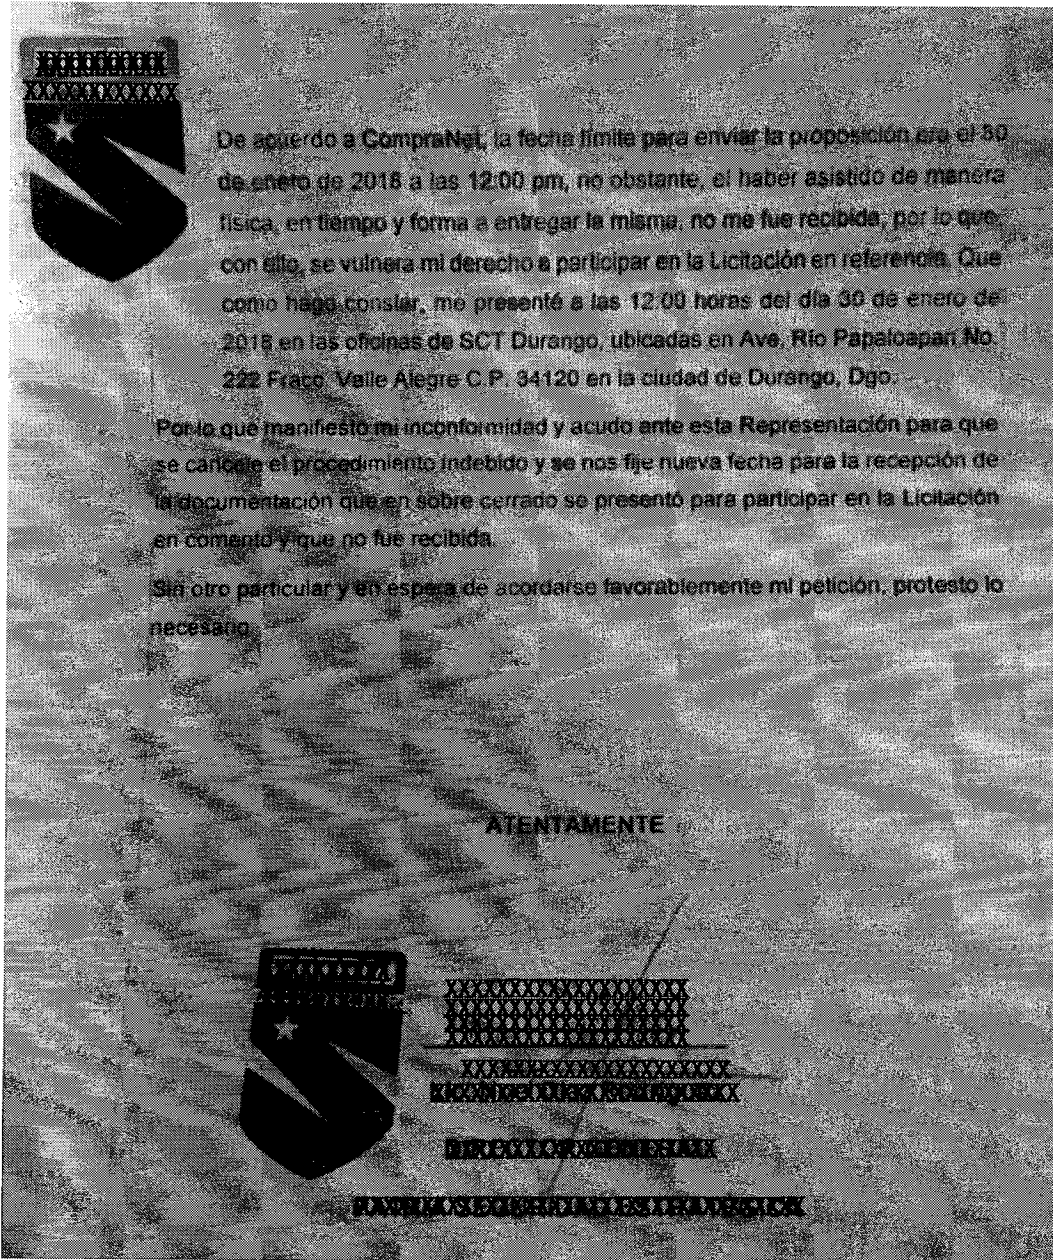 De acuerdo a CompraNet, la fecha límite para enviar la proposición era el 30
de enero de 2018 a las 12:00 pm, no obstante, el haber asistido de manera
física, en tiempo y forma a entregar la misma, no me fue recibida, por lo que,
con ello, se vulnera mi derecho a participar en la Licitación en referencia. Que
como hago constar, me presenté a las 12:00 horas del día 30 de enero de
2018 en las oficinas de SCT Durango, ubicadas en Ave. Río Papaloapan No.
222 Fracc. Valle Alegre C.P. 34120 en la ciudad de Durango, Dgo.
Por lo que manifiesto mi inconformidad y acudo ante esta Representación para que
se cancele el procedimiento indebido y se nos fije nueva fecha para la recepción de
la documentación que en sobre cerrado se presentó para participar en la Licitación
en comento y que no fue recibida.
Sin otro particular y en espera de acordarse favorablemente mi petición, protesto lo
necesario.
ATENTAMENTE